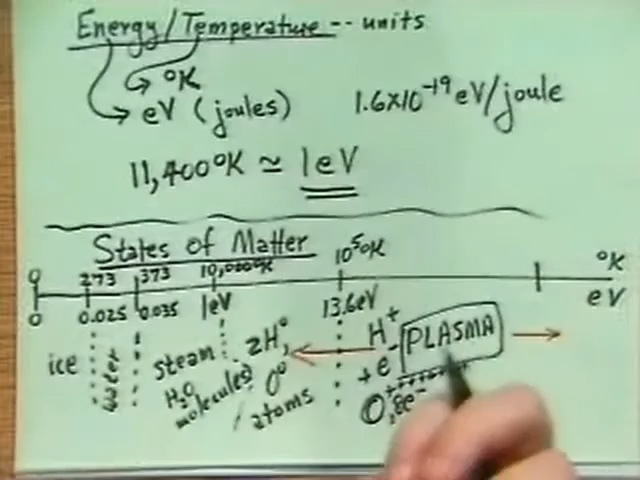 Energy/Temperature -- units
°K
eV (joules)
1.6x10⁻¹⁹ eV/joule
11,400°K ≃ 1eV
States of Matter
0 273 373 10,000°K 10⁵°K °K
0 0.025 0.035 1eV 13.6eV eV
ice water steam H₂O molecules 2H° O° atoms
H⁺ + e⁻ PLASMA